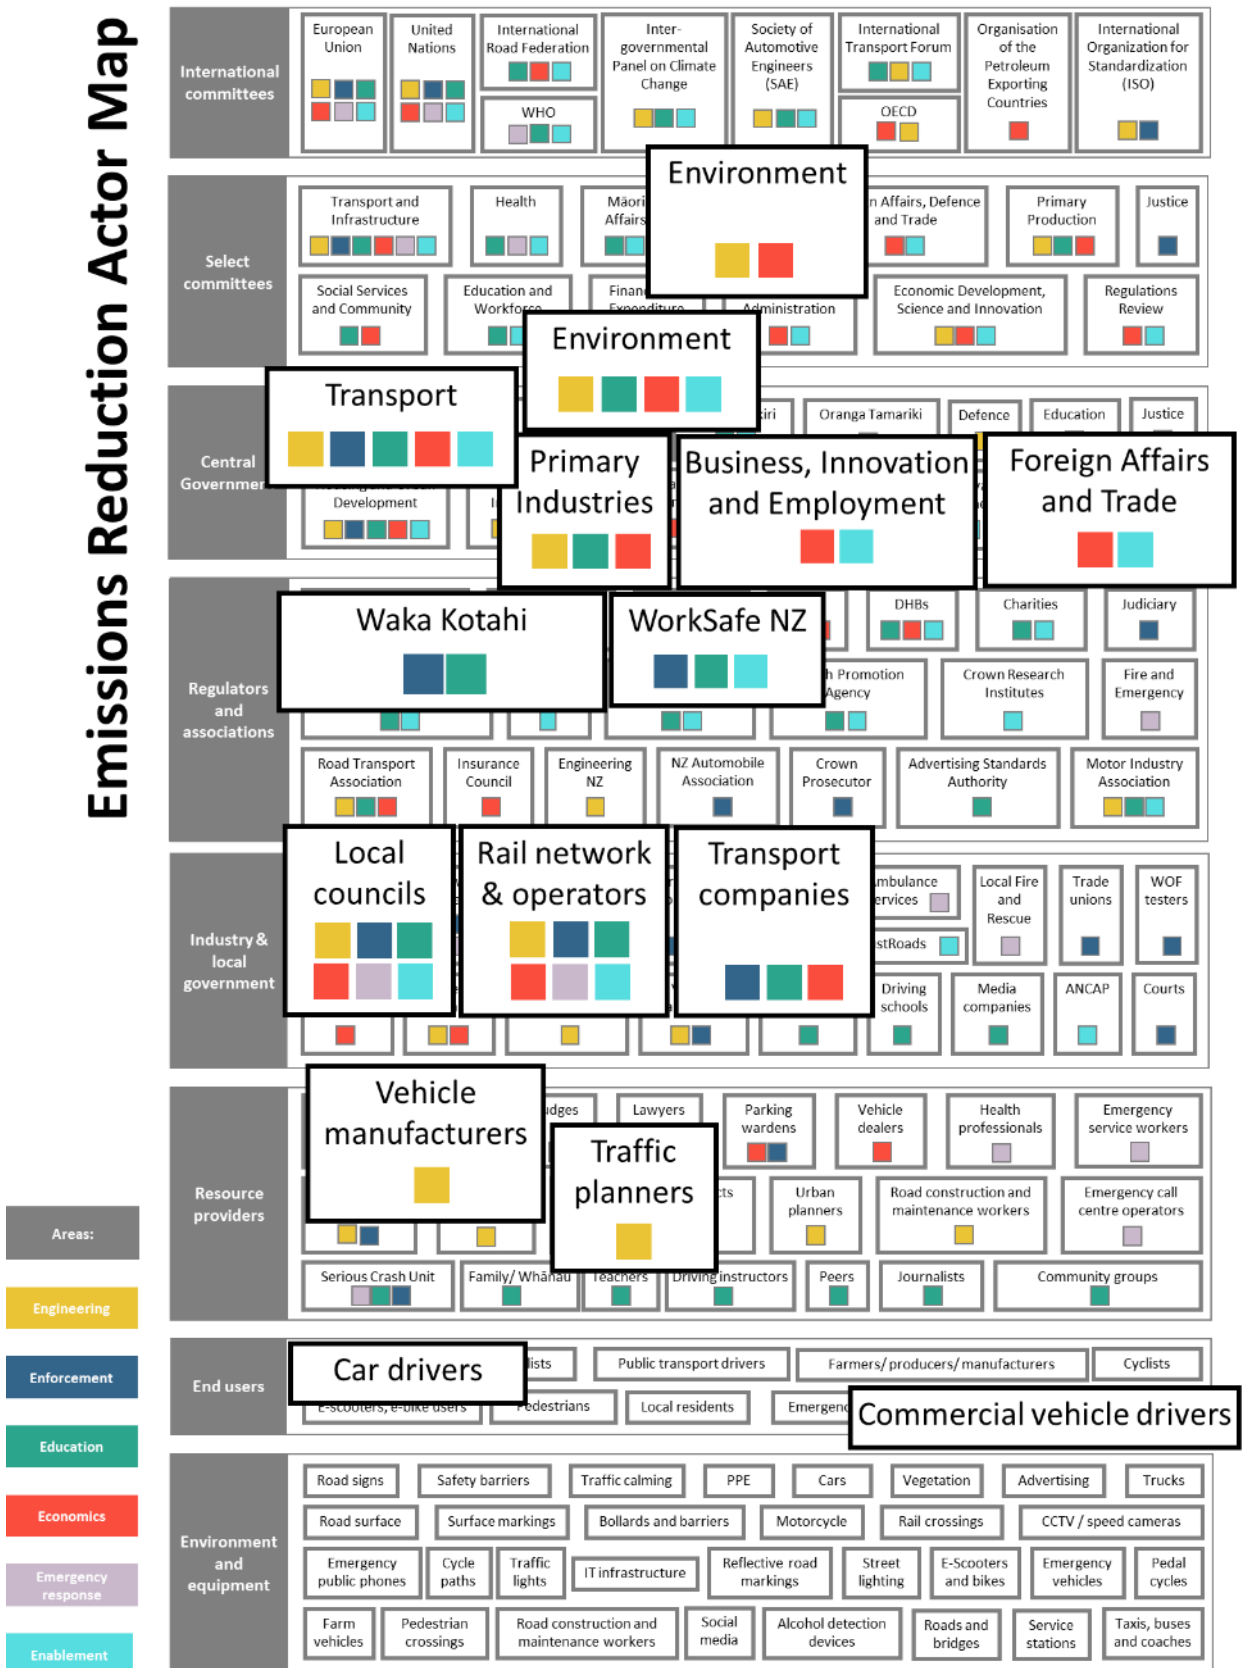 Emissions Reduction Actor Map
International
committees
European
Union
United
Nations
International
Road Federation
WHO
Inter-
governmental
Panel on Climate
Change
Society of
Automotive
Engineers
(SAE)
International
Transport Forum
OECD
Organisation
of the
Petroleum
Exporting
Countries
International
Organization for
Standardization
(ISO)
Select
committees
Transport and
Infrastructure
Health
Māori
Affairs
Environment
Affairs, Defence
and Trade
Primary
Production
Justice
Social Services
and Community
Education and
Workforce
Administration
Economic Development,
Science and Innovation
Regulations
Review
Central
Government
Transport
Environment
Oranga Tamariki
Defence
Education
Justice
Development
Primary
Industries
Business, Innovation
and Employment
Foreign Affairs
and Trade
Regulators
and
associations
Waka Kotahi
WorkSafe NZ
DHBs
Charities
Judiciary
Promotion
Agency
Crown Research
Institutes
Fire and
Emergency
Road Transport
Association
Insurance
Council
Engineering
NZ
NZ Automobile
Association
Crown
Prosecutor
Advertising Standards
Authority
Motor Industry
Association
Industry &
local
government
Local
councils
Rail network
& operators
Transport
companies
Local Fire
and
Rescue
Trade
unions
WOF
testers
Driving
schools
Media
companies
ANCAP
Courts
Resource
providers
Vehicle
manufacturers
Lawyers
Parking
wardens
Vehicle
dealers
Health
professionals
Emergency
service workers
Traffic
planners
Urban
planners
Road construction and
maintenance workers
Emergency call
centre operators
Serious Crash Unit
Family/ Whānau
Teachers
Driving instructors
Peers
Journalists
Community groups
End users
Car drivers
Public transport drivers
Farmers/ producers/ manufacturers
Cyclists
E-scooters, e-bike users
Pedestrians
Local residents
Commercial vehicle drivers
Environment
and
equipment
Road signs
Safety barriers
Traffic calming
PPE
Cars
Vegetation
Advertising
Trucks
Road surface
Surface markings
Bollards and barriers
Motorcycle
Rail crossings
CCTV / speed cameras
Emergency
public phones
Cycle
paths
Traffic
lights
IT infrastructure
Reflective road
markings
Street
lighting
E-Scooters
and bikes
Emergency
vehicles
Pedal
cycles
Farm
vehicles
Pedestrian
crossings
Road construction and
maintenance workers
Social
media
Alcohol detection
devices
Roads and
bridges
Service
stations
Taxis, buses
and coaches
Areas:
Engineering
Enforcement
Education
Economics
Emergency
response
Enablement